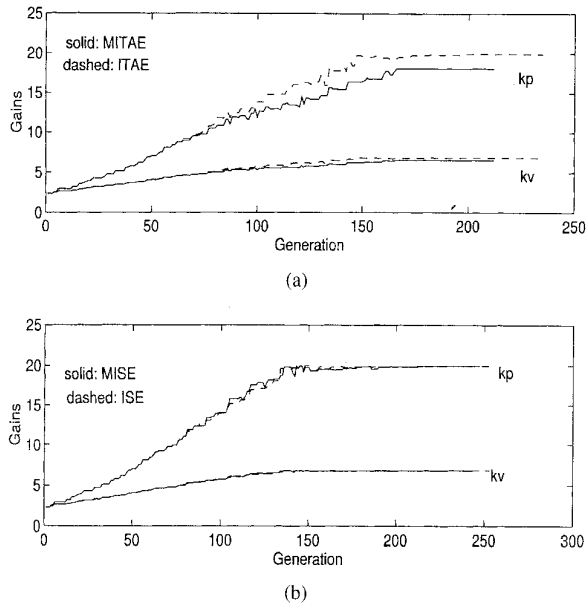 25
solid: MITAE
dashed: ITAE
20
kp
15
Gains
10
5
kv
0
0 50 100 150 200 250
Generation
(a)
25
solid: MISE
dashed: ISE
20
kp
15
Gains
10
5
kv
0
0 50 100 150 200 250 300
Generation
(b)